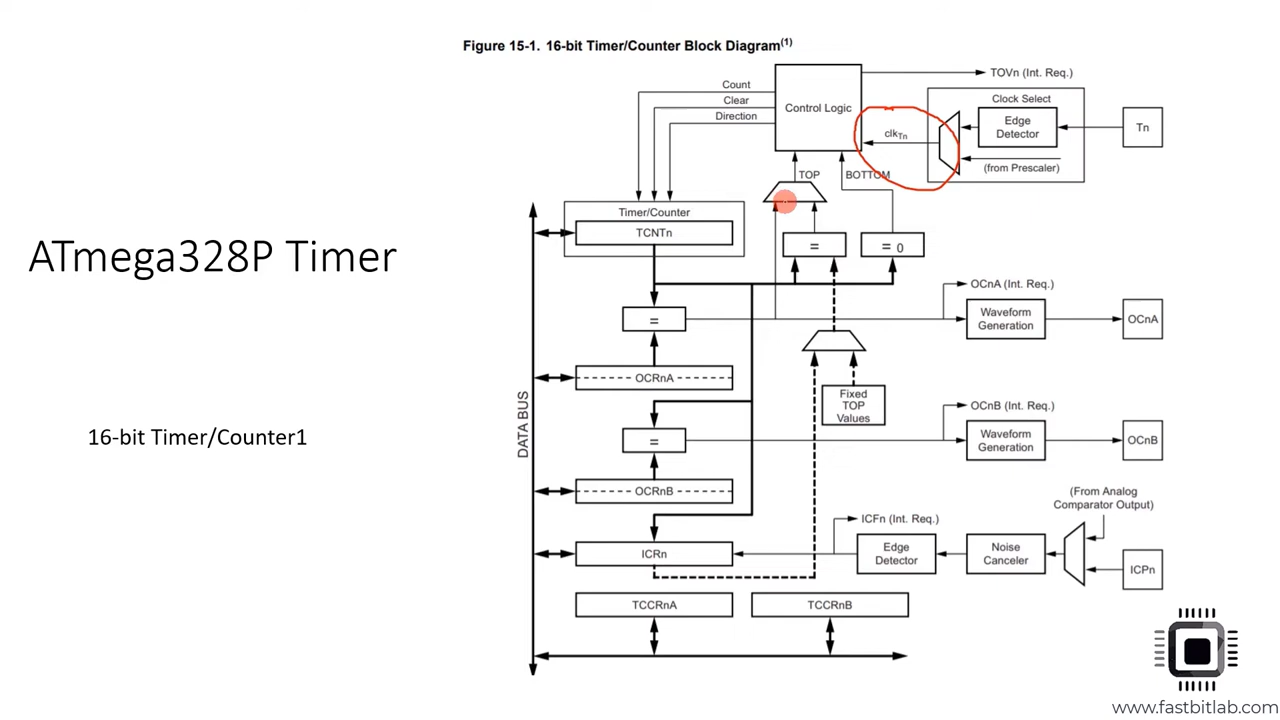 Figure 15-1. 16-bit Timer/Counter Block Diagram(1)
TOVn (Int. Req.)
Count
Clear
Direction
Control Logic
Clock Select
Edge
Detector
Tn
clkTn
(from Prescaler)
TOP
BOTTOM
Timer/Counter
TCNTn
=
= 0
ATmega328P Timer
16-bit Timer/Counter1
DATA BUS
=
OCnA (Int. Req.)
Waveform
Generation
OCnA
OCRnA
Fixed
TOP
Values
OCnB (Int. Req.)
=
Waveform
Generation
OCnB
OCRnB
(From Analog
Comparator Output)
ICFn (Int. Req.)
ICRn
Edge
Detector
Noise
Canceler
ICPn
TCCRnA
TCCRnB
www.fastbitlab.com